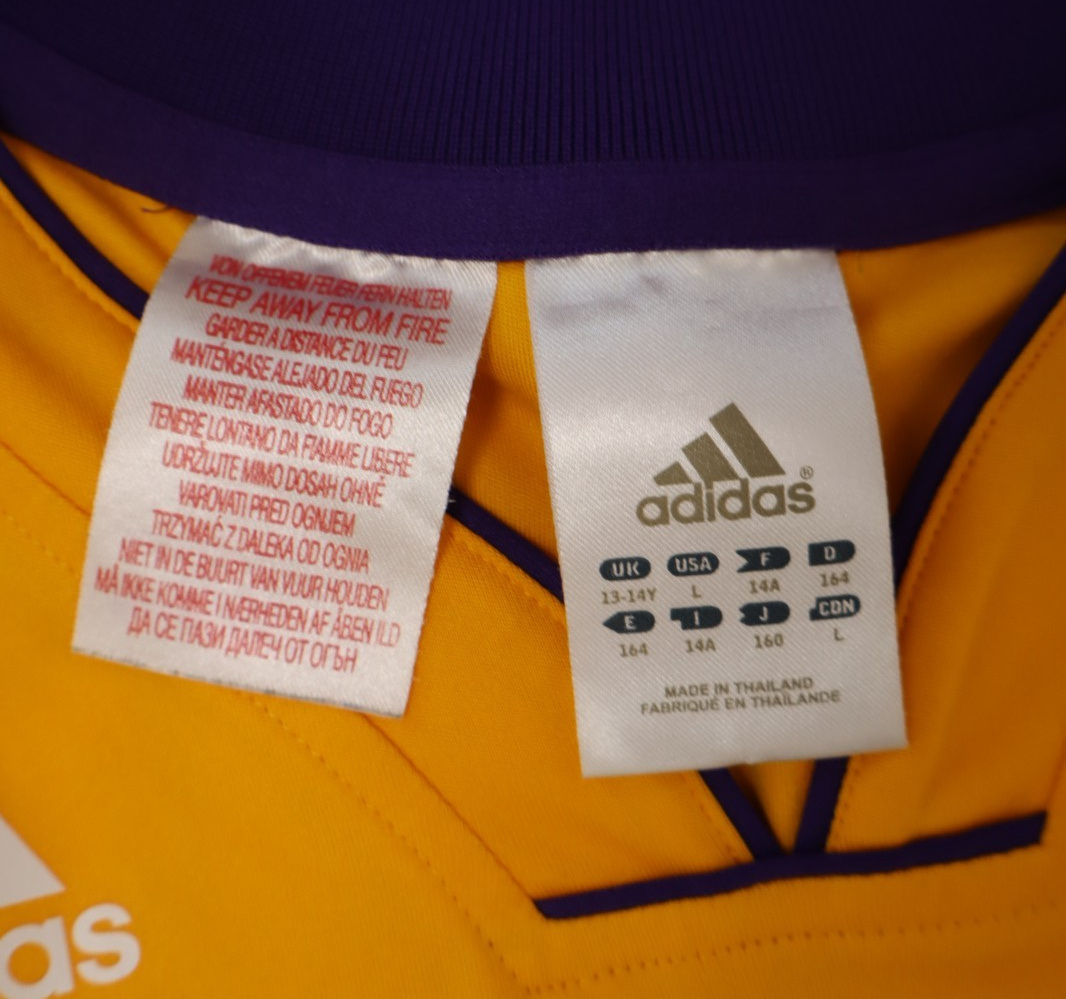 VON OFFENEM FEUER FERN HALTEN
KEEP AWAY FROM FIRE
GARDER A DISTANCE DU FEU
MANTÉNGASE ALEJADO DEL FUEGO
MANTER AFASTADO DO FOGO
TENERE LONTANO DA FIAMME LIBERE
UDRŽUJTE MIMO DOSAH OHNĚ
VAROVATI PRED OGNJEM
TRZYMAĆ Z DALEKA OD OGNIA
NIET IN DE BUURT VAN VUUR HOUDEN
MÅ IKKE KOMME I NÆRHEDEN AF ÅBEN ILD
ДА СЕ ПАЗИ ДАЛЕЧ ОТ ОГЪН
adidas®
UK USA F D
13-14Y L 14A 164
E I J CDN
164 14A 160 L
MADE IN THAILAND
FABRIQUÉ EN THAÏLANDE
as